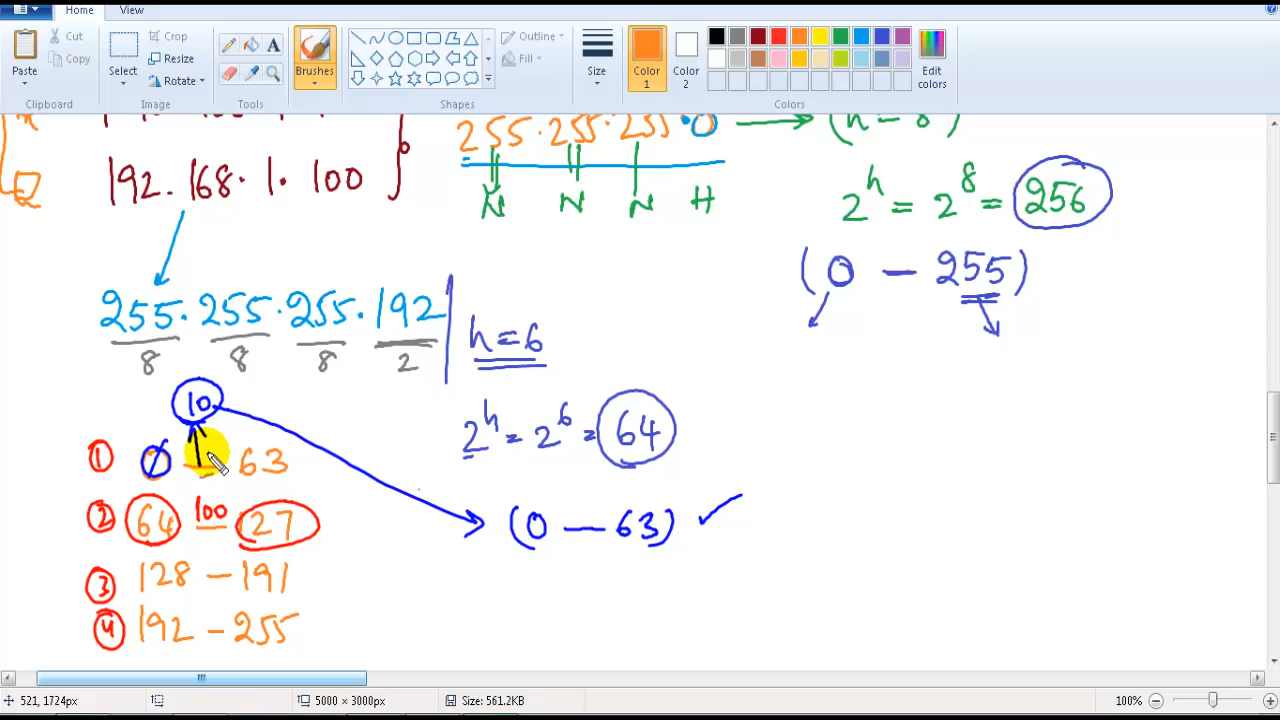 Home View
Cut
Copy
Paste
Clipboard
Select
Crop
Resize
Rotate
Image
Tools
A
Brushes
Shapes
Outline
Fill
Size
Color 1
Color 2
Edit colors
Colors
255.255.255.0
N N N H
2^h = 2^8 = 256
(0 – 255)
192.168.1.100
255.255.255.192
8 8 8 2
h=6
2^h = 2^6 = 64
10
① 0 – 63
② 64 100 127
(0 – 63) ✓
③ 128 – 191
④ 192 – 255
521, 1724px
5000 × 3000px
Size: 561.2KB
100%